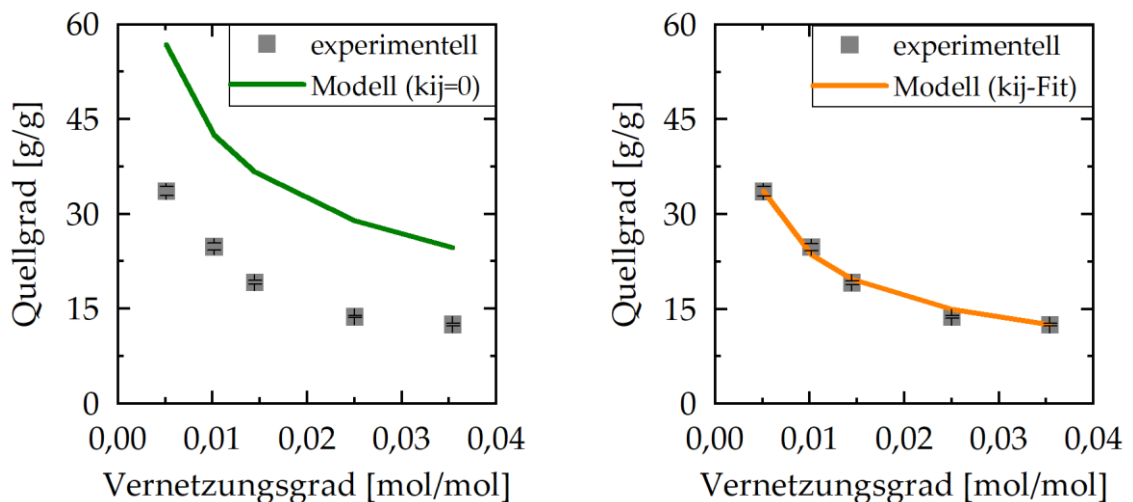 60
45
30
15
0
Quellgrad [g/g]
experimentell
Modell (kij=0)
0,00 0,01 0,02 0,03 0,04
Vernetzungsgrad [mol/mol]
60
45
30
15
0
Quellgrad [g/g]
experimentell
Modell (kij-Fit)
0,00 0,01 0,02 0,03 0,04
Vernetzungsgrad [mol/mol]